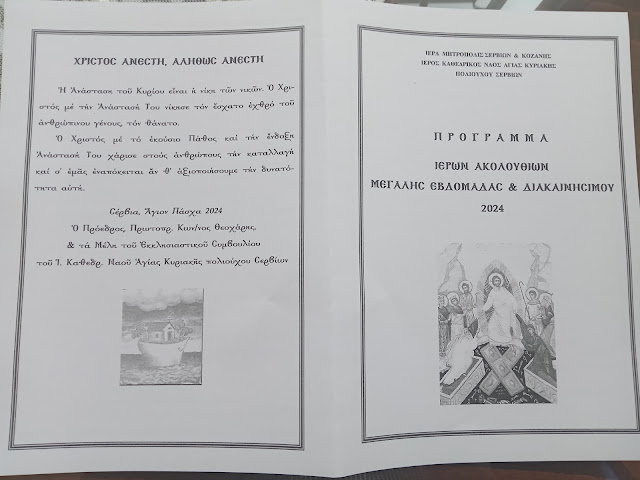 ΧΡΙΣΤΟΣ ΑΝΕΣΤΗ, ΑΛΗΘΩΣ ΑΝΕΣΤΗ
Ἡ Ἀνάσταση τοῦ Κυρίου εἶναι ἡ νίκη τῶν νικῶν. Ὁ Χρι-
στός μέ τήν Ἀνάστασή Του νίκησε τόν ἔσχατο ἐχθρό τοῦ
ἀνθρώπινου γένους, τόν θάνατο.
Ὁ Χριστός μέ τό ἑκούσιο Πάθος καί τήν ἔνδοξη
Ἀνάστασή Του χάρισε στούς ἀνθρώπους τήν καταλλαγή
καί σ' ἐμᾶς ἐναπόκειται ἄν θ' ἀξιοποιήσουμε τήν δυνατό-
τητα αὐτή.
Σέρβια, Ἅγιον Πάσχα 2024
Ὁ Πρόεδρος, Πρωτοπρ. Κων/νος Θεοχάρης,
& τά Μέλη τοῦ Ἐκκλησιαστικοῦ Συμβουλίου
τοῦ Ἱ. Καθεδρ. Ναοῦ Ἁγίας Κυριακῆς πολιούχου Σερβίων
ΙΕΡΑ ΜΗΤΡΟΠΟΛΙΣ ΣΕΡΒΙΩΝ & ΚΟΖΑΝΗΣ
ΙΕΡΟΣ ΚΑΘΕΔΡΙΚΟΣ ΝΑΟΣ ΑΓΙΑΣ ΚΥΡΙΑΚΗΣ
ΠΟΛΙΟΥΧΟΥ ΣΕΡΒΙΩΝ
ΠΡΟΓΡΑΜΜΑ
ΙΕΡΩΝ ΑΚΟΛΟΥΘΙΩΝ
ΜΕΓΑΛΗΣ ΕΒΔΟΜΑΔΑΣ & ΔΙΑΚΑΙΝΗΣΙΜΟΥ
2024